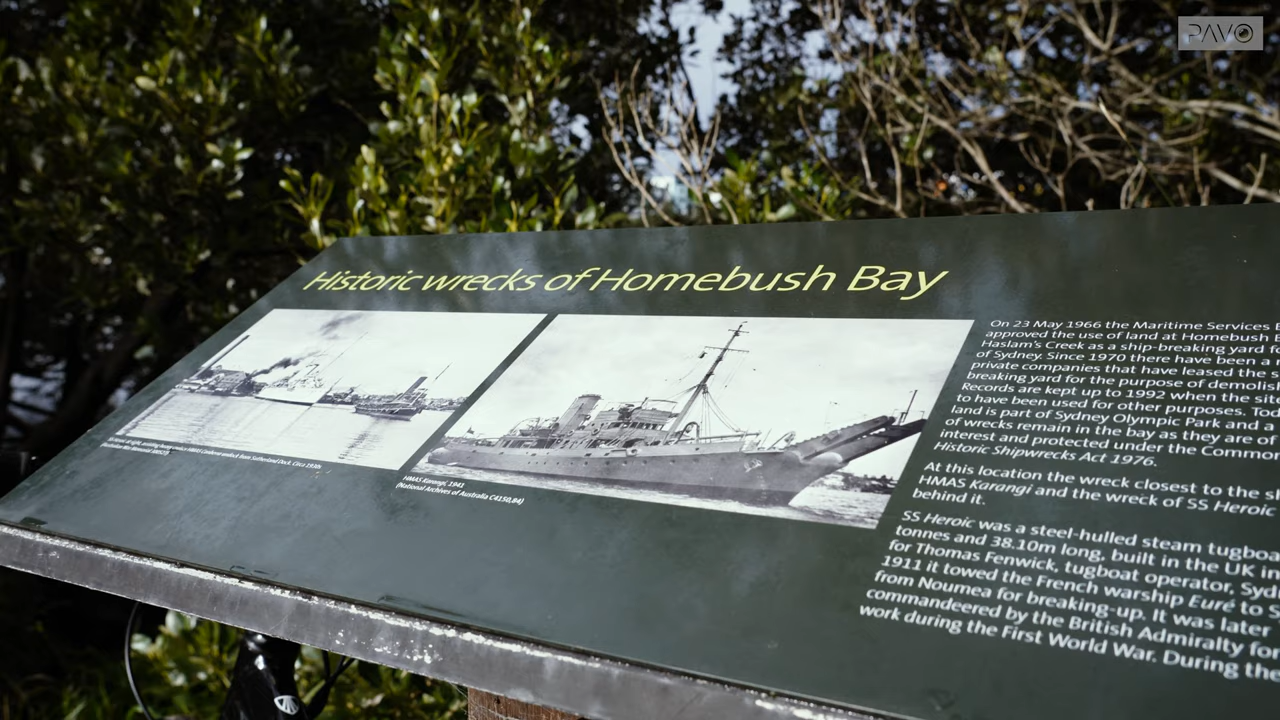 PAVO
Historic wrecks of Homebush Bay
HMAS Karangi, 1941
(National Archives of Australia C4150,84)
On 23 May 1966 the Maritime Services
approved the use of land at Homebush
Haslam's Creek as a ship-breaking yard
of Sydney. Since 1970 there have been a
private companies that have leased the
breaking yard for the purpose of
Records are kept up to 1992 when the site
to have been used for other purposes.
land is part of Sydney Olympic Park and a
of wrecks remain in the bay as they are of
interest and protected under the
Historic Shipwrecks Act 1976.
At this location the wreck closest to the
HMAS Karangi and the wreck of SS Heroic
behind it.
SS Heroic was a steel-hulled steam
tonnes and 38.10m long, built in the UK in
for Thomas Fenwick, tugboat operator,
1911 it towed the French warship Euré to
from Noumea for breaking-up. It was later
commandeered by the British Admiralty for
work during the First World War. During the